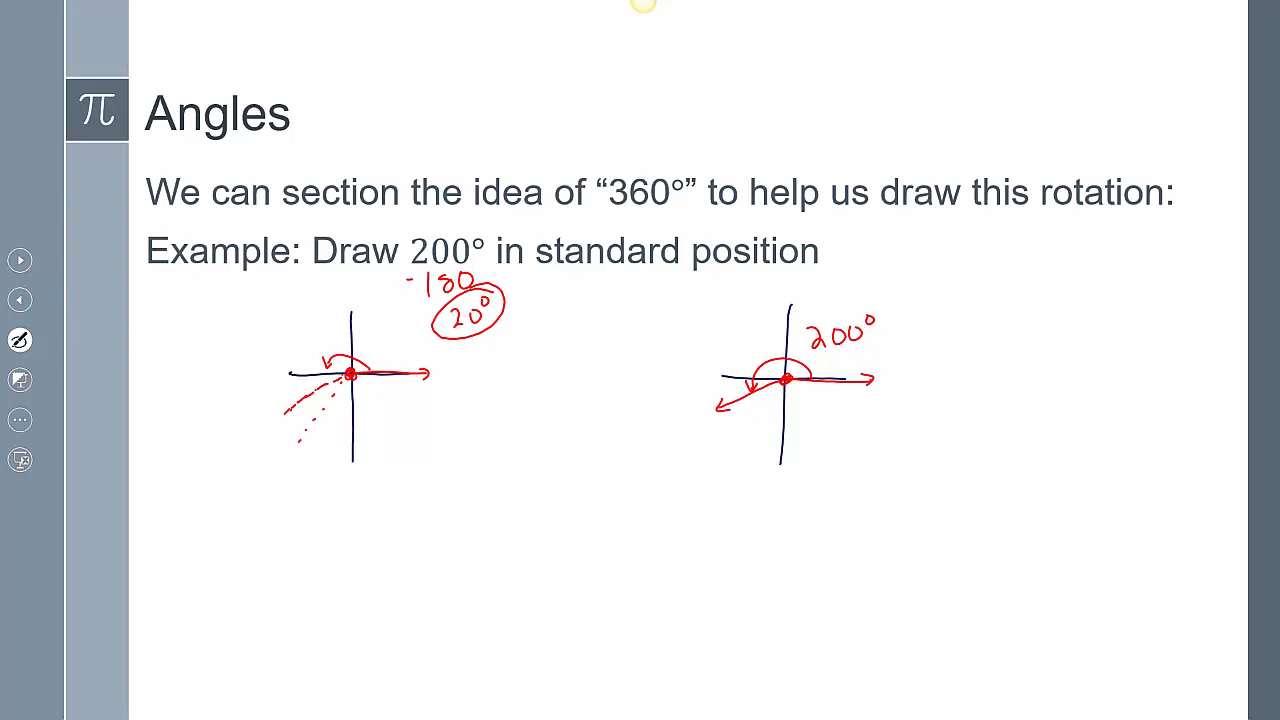 π
Angles
We can section the idea of “360°” to help us draw this rotation:
Example: Draw 200° in standard position
-180
20°
200°